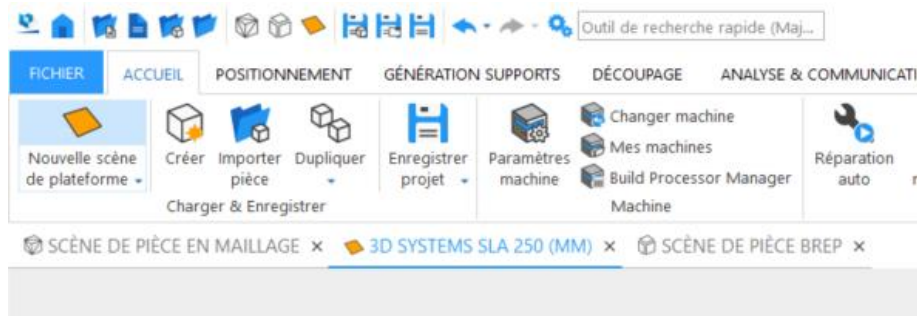 Outil de recherche rapide (Maj...
FICHIER ACCUEIL POSITIONNEMENT GÉNÉRATION SUPPORTS DÉCOUPAGE ANALYSE & COMMUNICATI
Nouvelle scène de plateforme
Créer
Importer pièce
Dupliquer
Enregistrer projet
Paramètres machine
Changer machine
Mes machines
Build Processor Manager
Réparation auto
Charger & Enregistrer
Machine
SCÈNE DE PIÈCE EN MAILLAGE × 3D SYSTEMS SLA 250 (MM) × SCÈNE DE PIÈCE BREP ×